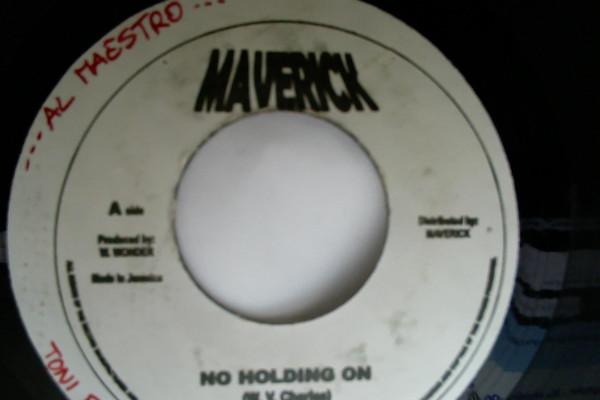 ... AL MAESTRO ...
MAVERICK
A side
Produced by:
W. WONDER
Made in Jamaica
Distributed by:
MAVERICK
NO HOLDING ON
(W. V. Charles)
TONI